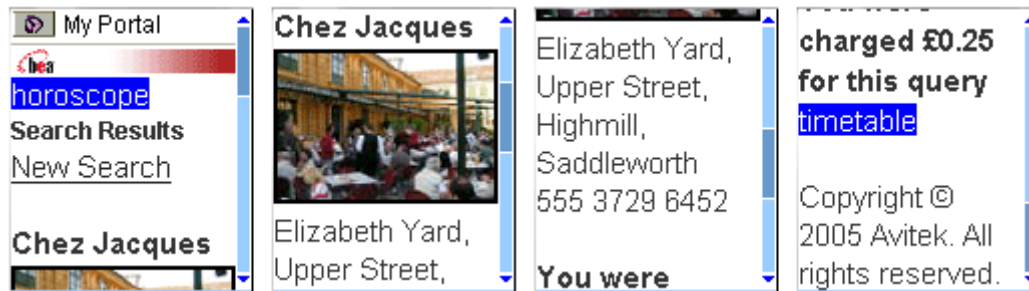 My Portal
bea
horoscope
Search Results
New Search
Chez Jacques
Chez Jacques
Elizabeth Yard,
Upper Street,
Elizabeth Yard,
Upper Street,
Highmill,
Saddleworth
555 3729 6452
You were
You were
charged £0.25
for this query
timetable
Copyright ©
2005 Avitek. All
rights reserved.